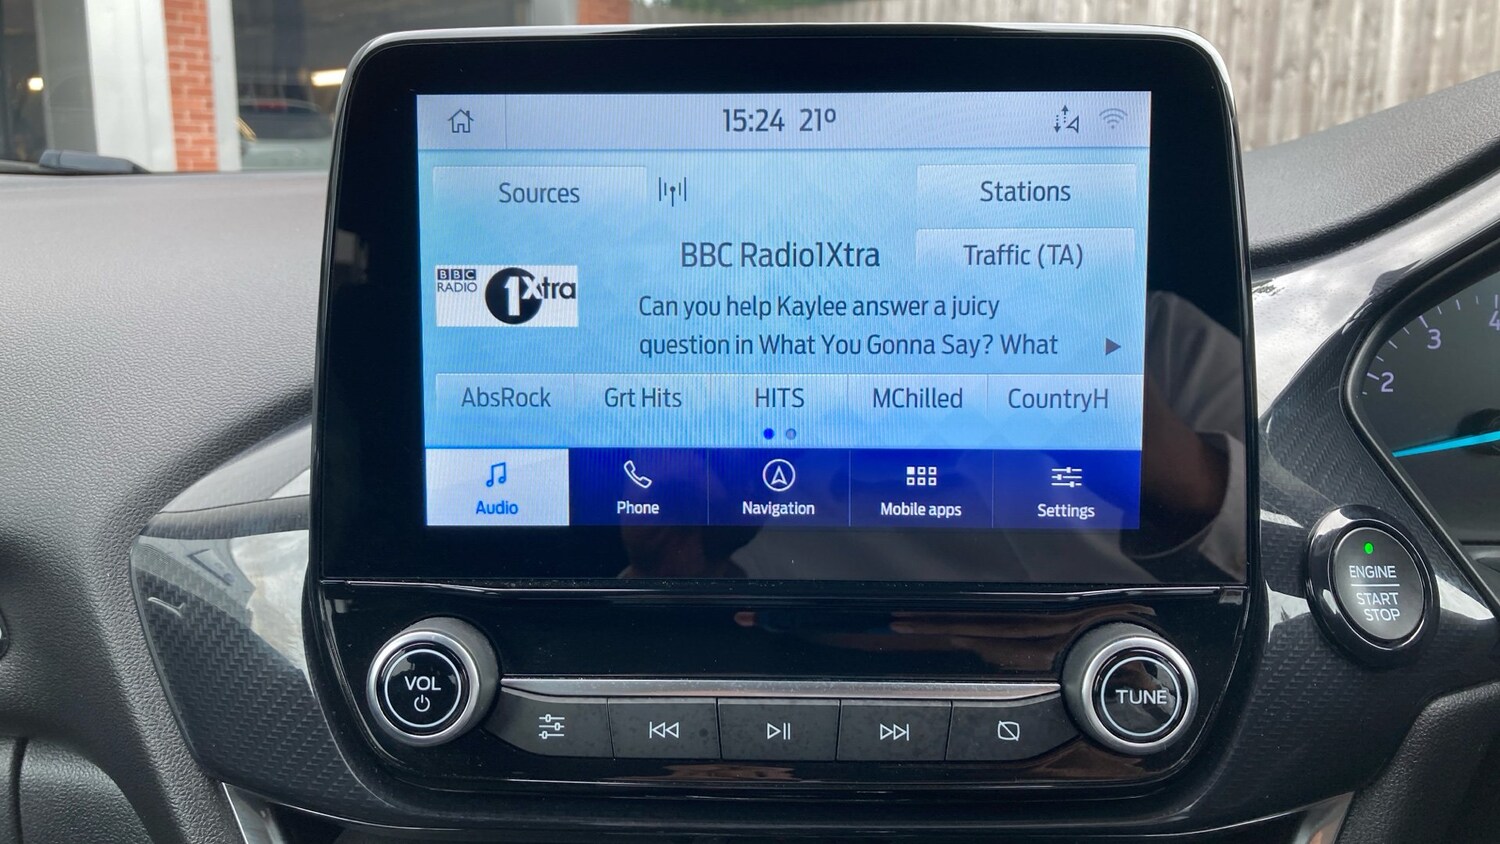 15:24 21º
Sources
Stations
BBC Radio1Xtra
Traffic (TA)
BBC
RADIO
1Xtra
Can you help Kaylee answer a juicy
question in What You Gonna Say? What
AbsRock Grt Hits HITS MChilled CountryH
Audio Phone Navigation Mobile apps Settings
VOL
TUNE
ENGINE
START
STOP
2
3
4